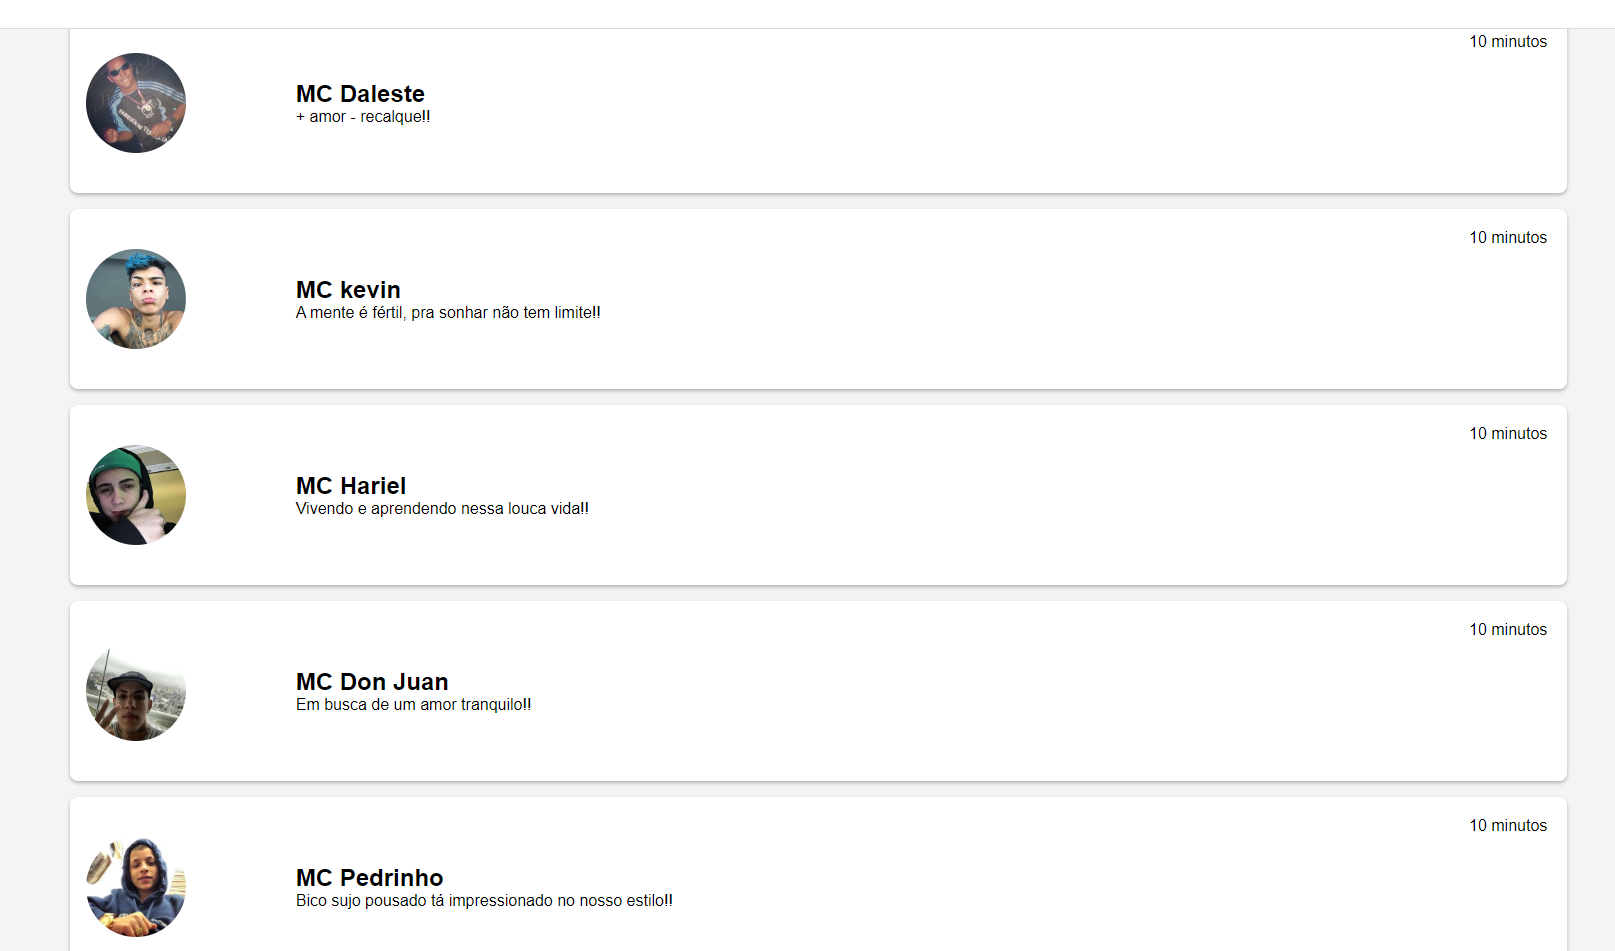 10 minutos
MC Daleste
+ amor - recalque!!
10 minutos
MC kevin
A mente é fértil, pra sonhar não tem limite!!
10 minutos
MC Hariel
Vivendo e aprendendo nessa louca vida!!
10 minutos
MC Don Juan
Em busca de um amor tranquilo!!
10 minutos
MC Pedrinho
Bico sujo pousado tá impressionado no nosso estilo!!